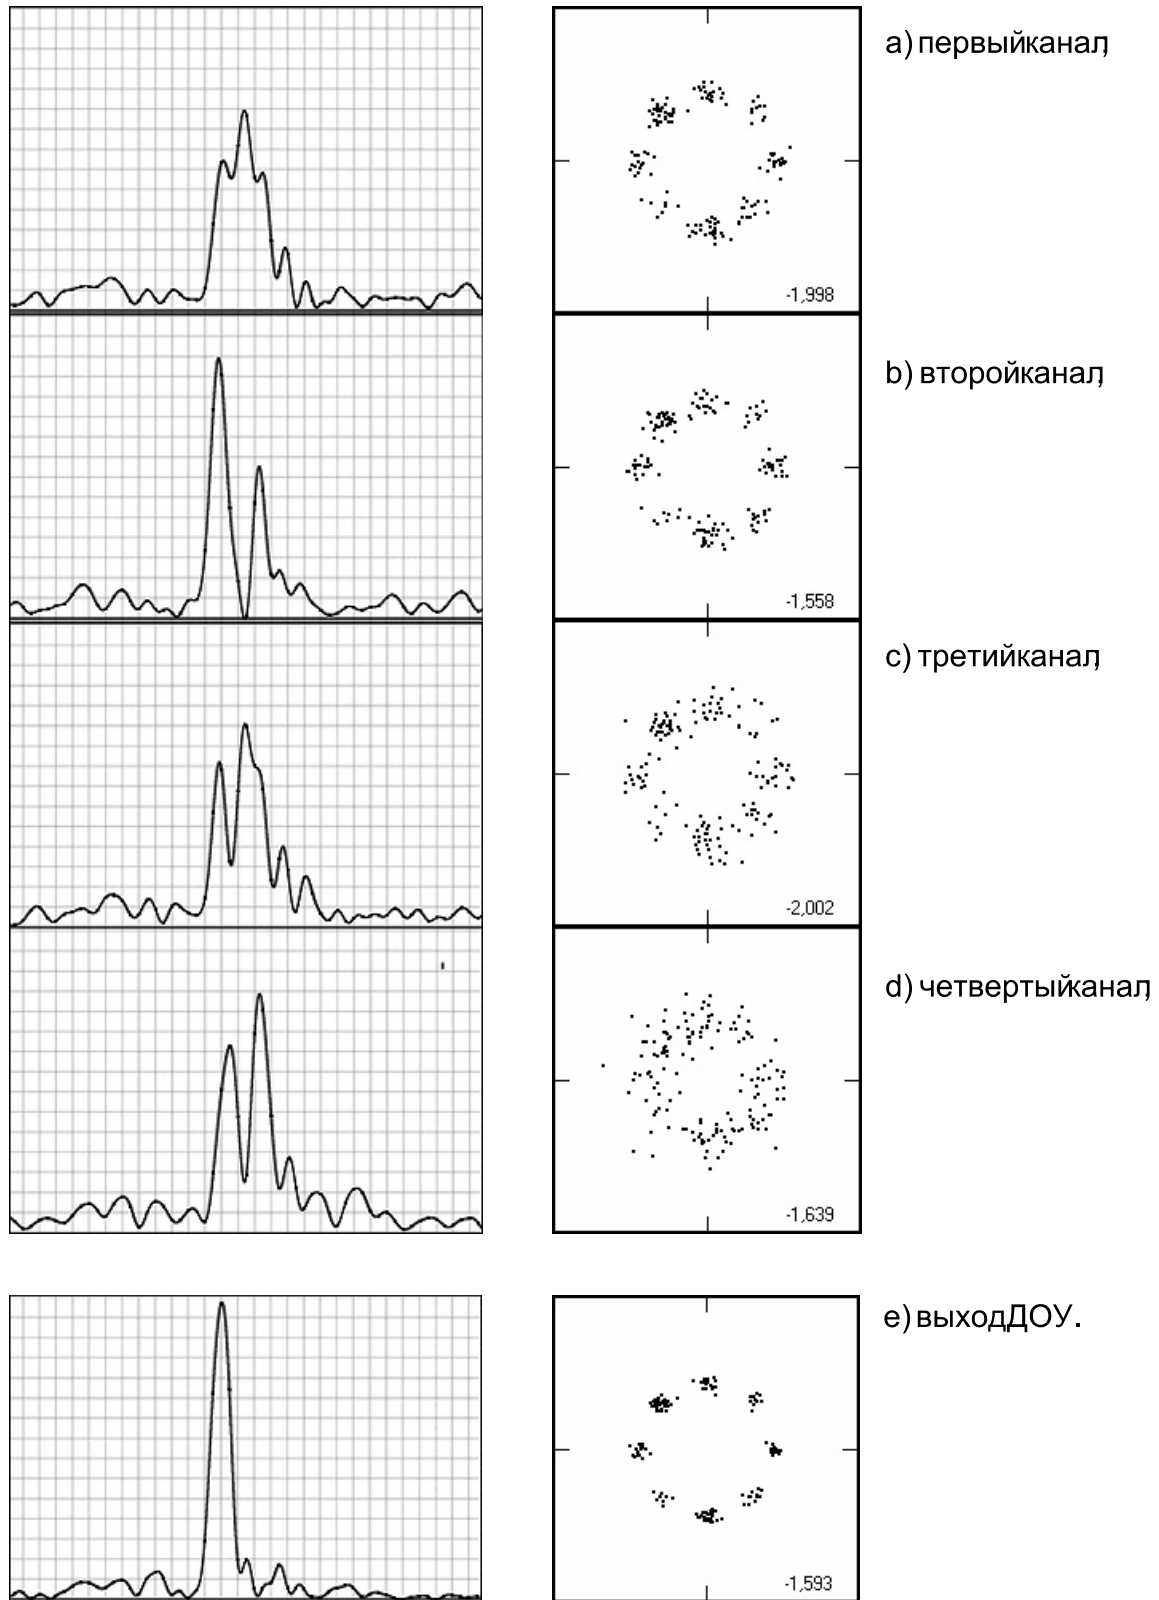 a) первыйканал;
-1,998
b) второйканал;
-1,558
c) третийканал;
-2,002
d) четвертыйканал;
-1,639
e) выходДОУ.
-1,593